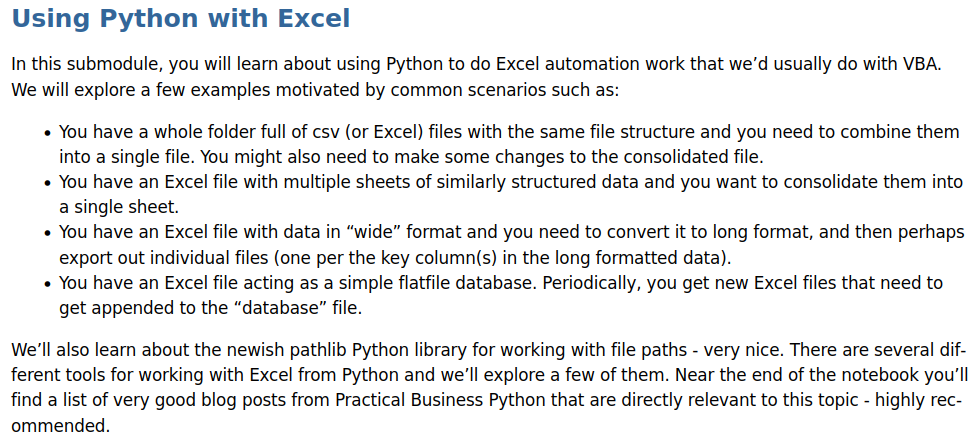 Using Python with Excel
In this submodule, you will learn about using Python to do Excel automation work that we’d usually do with VBA.
We will explore a few examples motivated by common scenarios such as:
• You have a whole folder full of csv (or Excel) files with the same file structure and you need to combine them
into a single file. You might also need to make some changes to the consolidated file.
• You have an Excel file with multiple sheets of similarly structured data and you want to consolidate them into
a single sheet.
• You have an Excel file with data in “wide” format and you need to convert it to long format, and then perhaps
export out individual files (one per the key column(s) in the long formatted data).
• You have an Excel file acting as a simple flatfile database. Periodically, you get new Excel files that need to
get appended to the “database” file.
We’ll also learn about the newish pathlib Python library for working with file paths - very nice. There are several dif-
ferent tools for working with Excel from Python and we’ll explore a few of them. Near the end of the notebook you’ll
find a list of very good blog posts from Practical Business Python that are directly relevant to this topic - highly rec-
ommended.